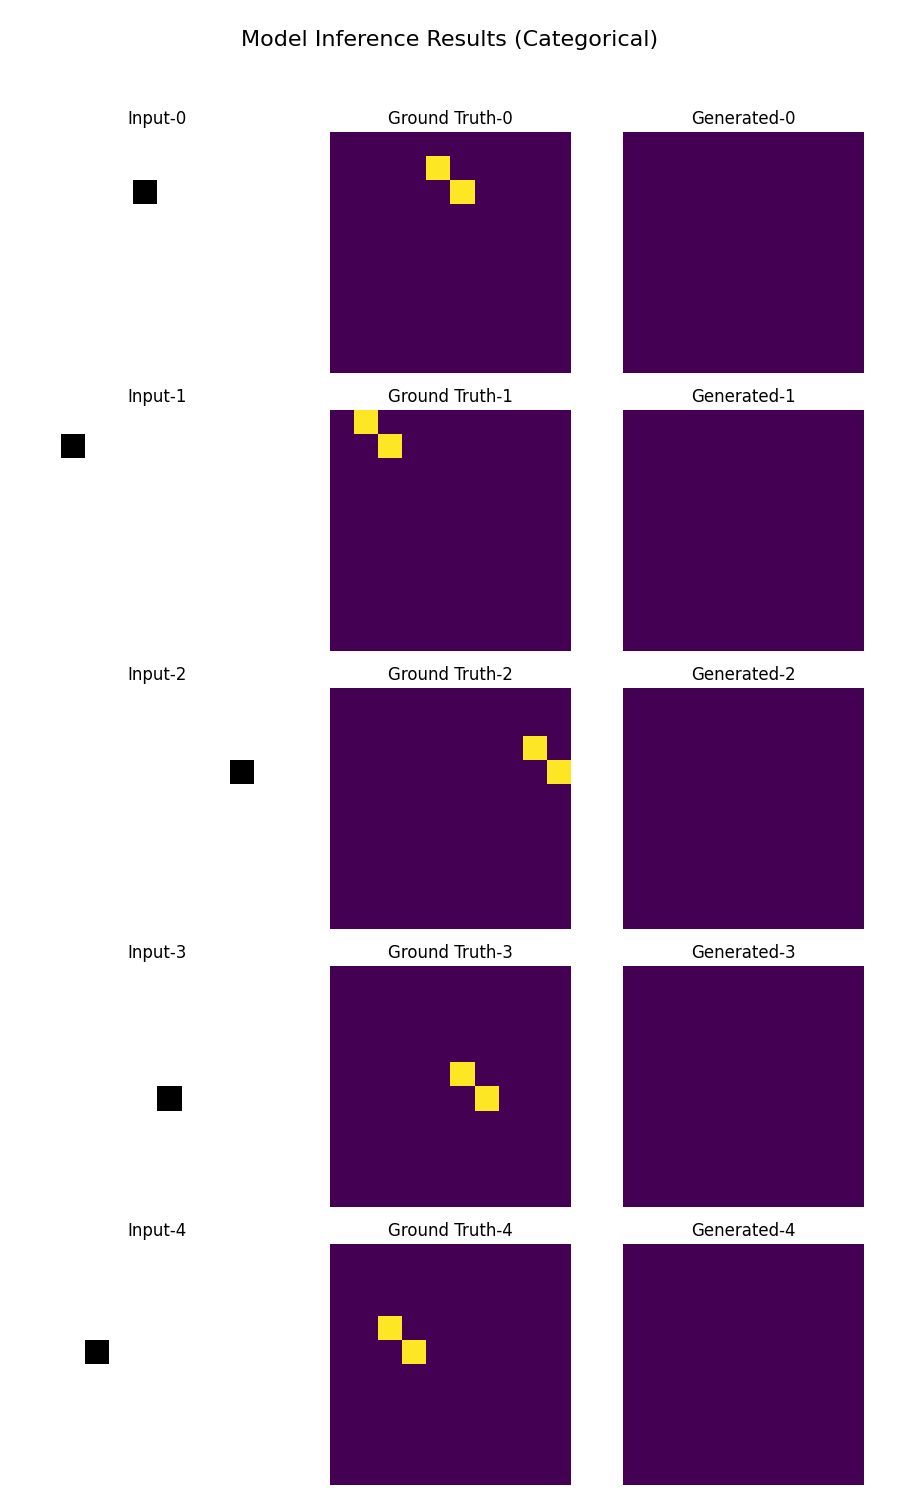 Model Inference Results (Categorical)
Input-0
Ground Truth-0
Generated-0
Input-1
Ground Truth-1
Generated-1
Input-2
Ground Truth-2
Generated-2
Input-3
Ground Truth-3
Generated-3
Input-4
Ground Truth-4
Generated-4